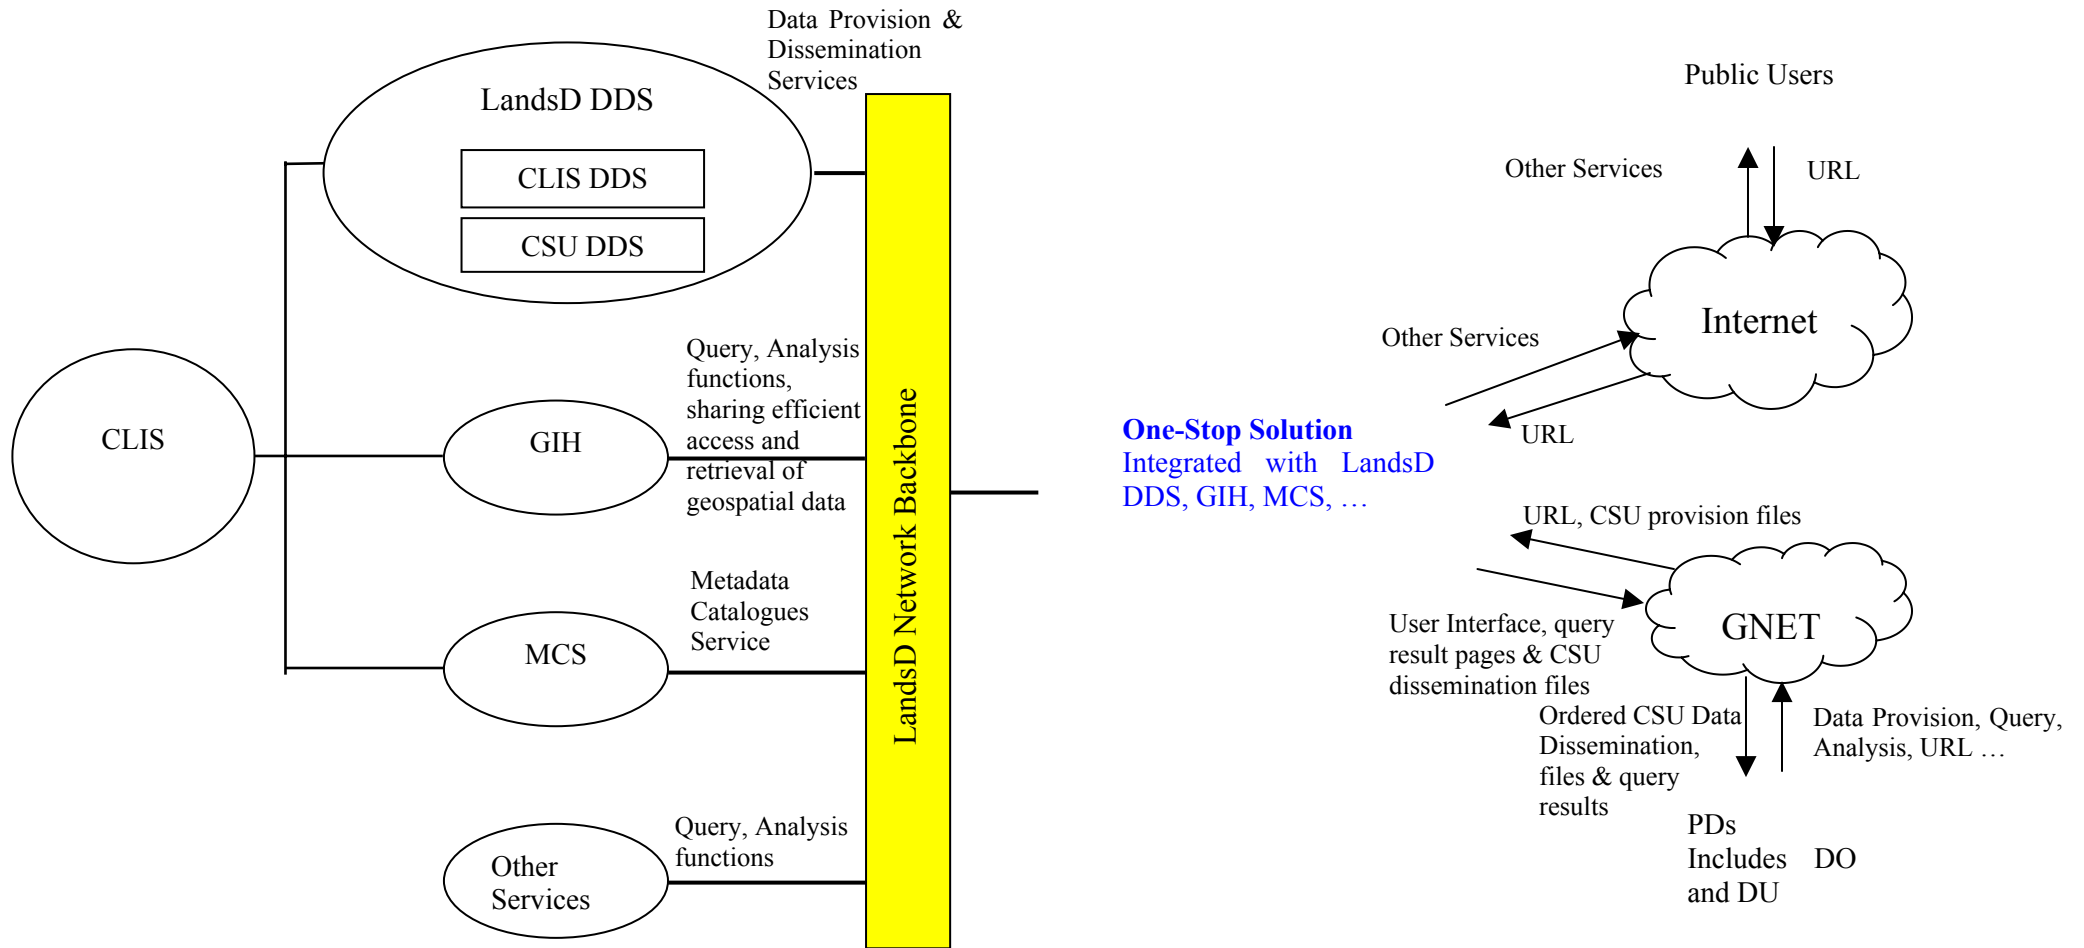 Data Provision &
Dissemination
Services
LandsD DDS
CLIS DDS
CSU DDS
CLIS
GIH
Query, Analysis
functions,
sharing efficient
access and
retrieval of
geospatial data
MCS
Metadata
Catalogues
Service
Other
Services
Query, Analysis
functions
LandsD Network Backbone
One-Stop Solution
Integrated with LandsD
DDS, GIH, MCS, …
Public Users
Other Services
URL
Internet
Other Services
URL
URL, CSU provision files
GNET
User Interface, query
result pages & CSU
dissemination files
Ordered CSU Data
Dissemination,
files & query
results
Data Provision, Query,
Analysis, URL …
PDs
Includes DO
and DU